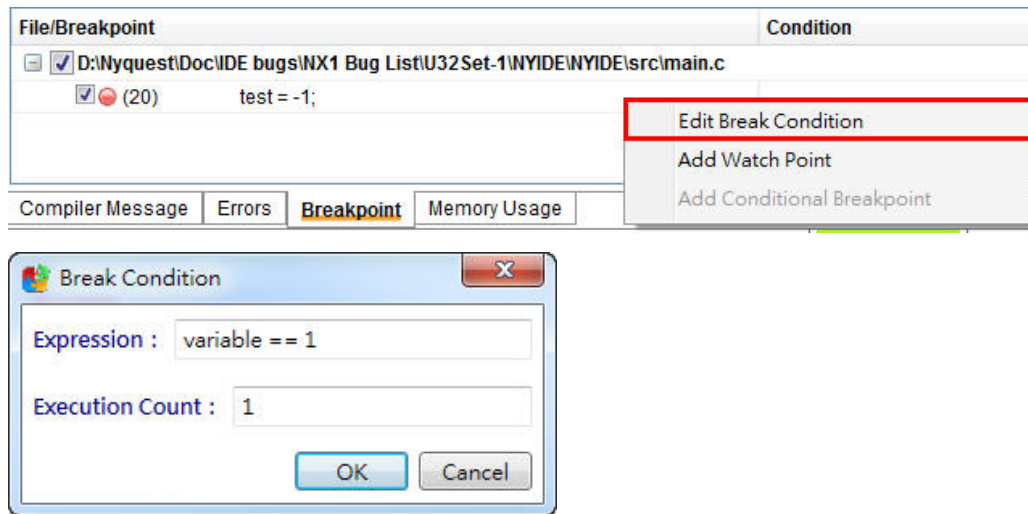 File/Breakpoint Condition
D:\Nyquest\Doc\IDE bugs\NX1 Bug List\U32Set-1\NYIDE\NYIDE\src\main.c
(20) test = -1;
Edit Break Condition
Add Watch Point
Add Conditional Breakpoint
Compiler Message Errors Breakpoint Memory Usage
Break Condition
Expression : variable == 1
Execution Count : 1
OK Cancel